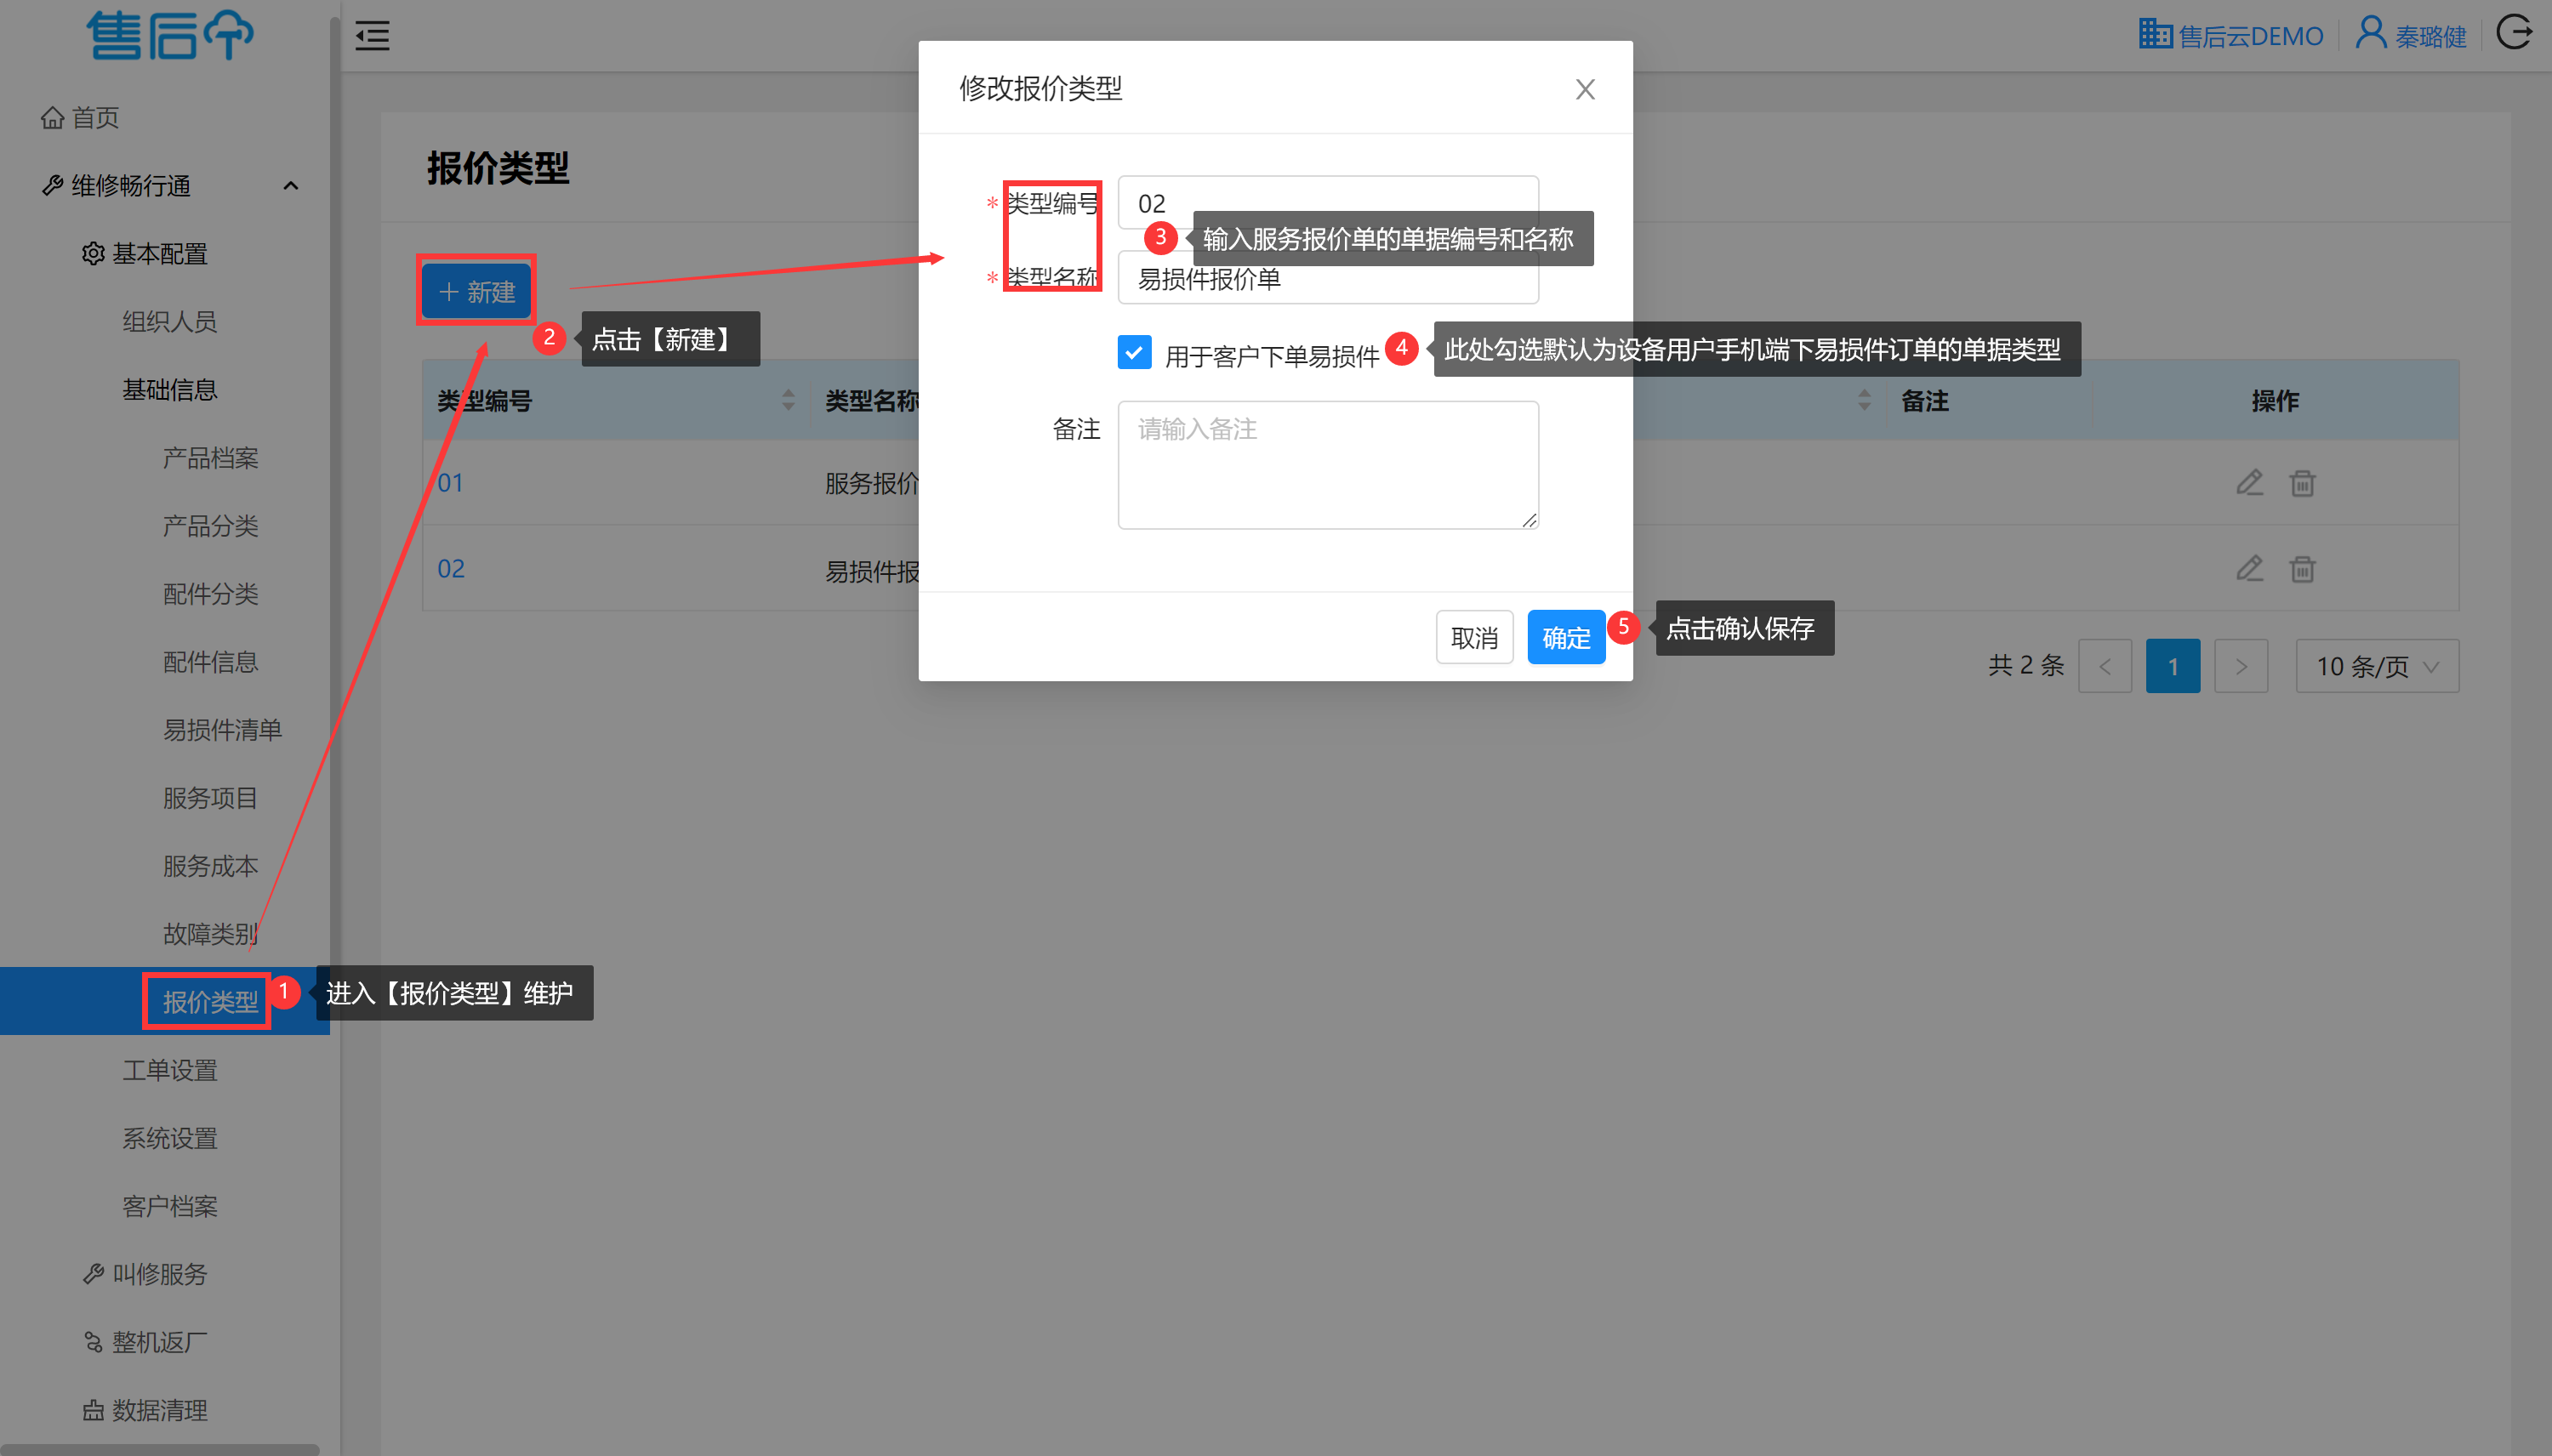 售后个
售后云DEMO
秦璐健
首页
维修畅行通
基本配置
组织人员
基础信息
产品档案
产品分类
配件分类
配件信息
易损件清单
服务项目
服务成本
故障类别
报价类型
1
进入【报价类型】维护
工单设置
系统设置
客户档案
叫修服务
整机返厂
数据清理
报价类型
新建
2
点击【新建】
类型编号
类型名称
备注
操作
01
服务报价
02
易损件报
共 2 条
1
10 条/页
修改报价类型
* 类型编号
02
3
输入服务报价单的单据编号和名称
* 类型名称
易损件报价单
用于客户下单易损件
4
此处勾选默认为设备用户手机端下易损件订单的单据类型
备注
请输入备注
取消
确定
5
点击确认保存